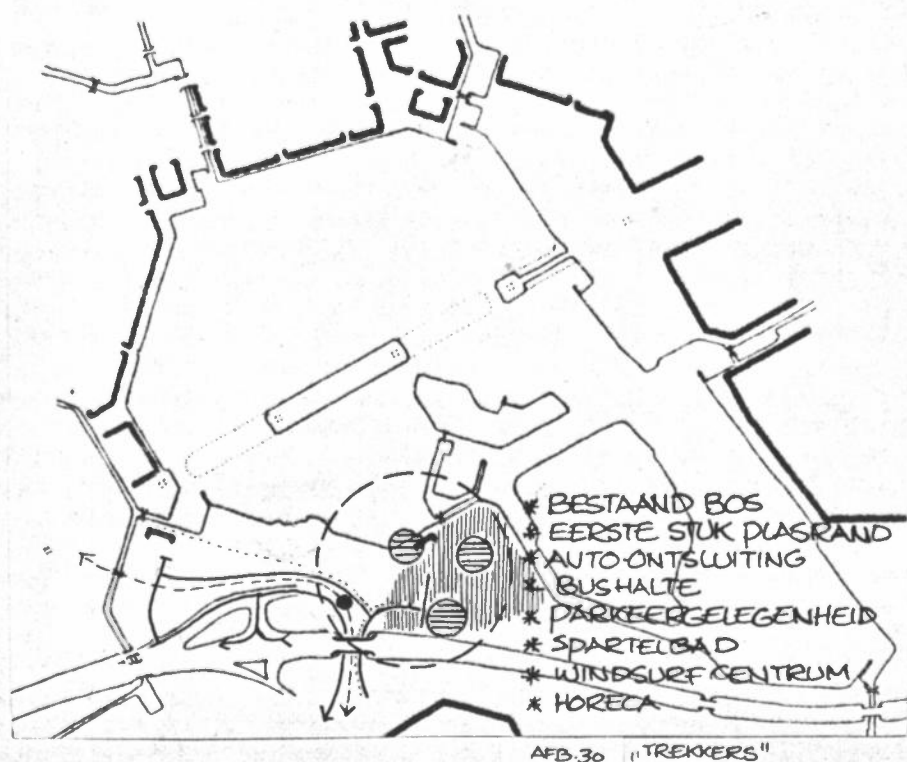 * BESTAAND BOS
* EERSTE STUK PLASRAND
* AUTO-ONTSLUITING
* BUSHALTE
* PARKEERGELEGENHEID
* SPARTELBAD
* WINDSURF CENTRUM
* HORECA
AFB.30 „TREKKERS"